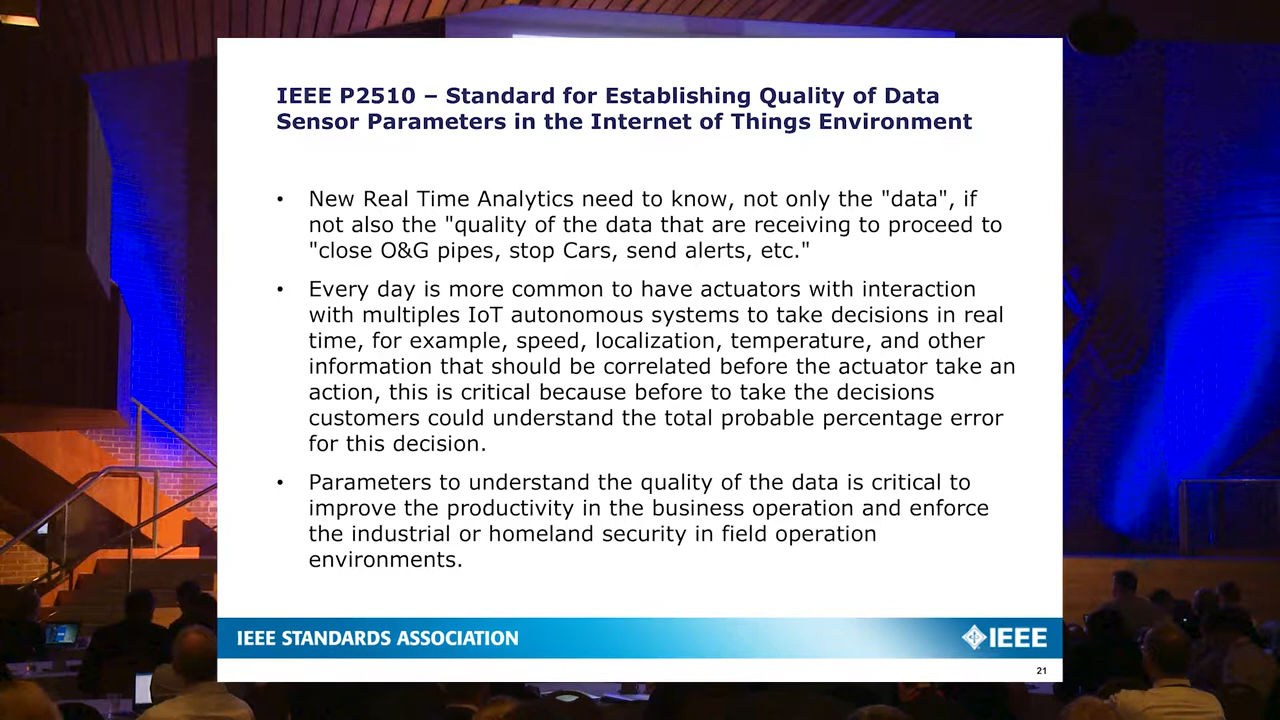 IEEE P2510 – Standard for Establishing Quality of Data
Sensor Parameters in the Internet of Things Environment
• New Real Time Analytics need to know, not only the "data", if
not also the "quality of the data that are receiving to proceed to
"close O&G pipes, stop Cars, send alerts, etc."
• Every day is more common to have actuators with interaction
with multiples IoT autonomous systems to take decisions in real
time, for example, speed, localization, temperature, and other
information that should be correlated before the actuator take an
action, this is critical because before to take the decisions
customers could understand the total probable percentage error
for this decision.
• Parameters to understand the quality of the data is critical to
improve the productivity in the business operation and enforce
the industrial or homeland security in field operation
environments.
IEEE STANDARDS ASSOCIATION
IEEE
21